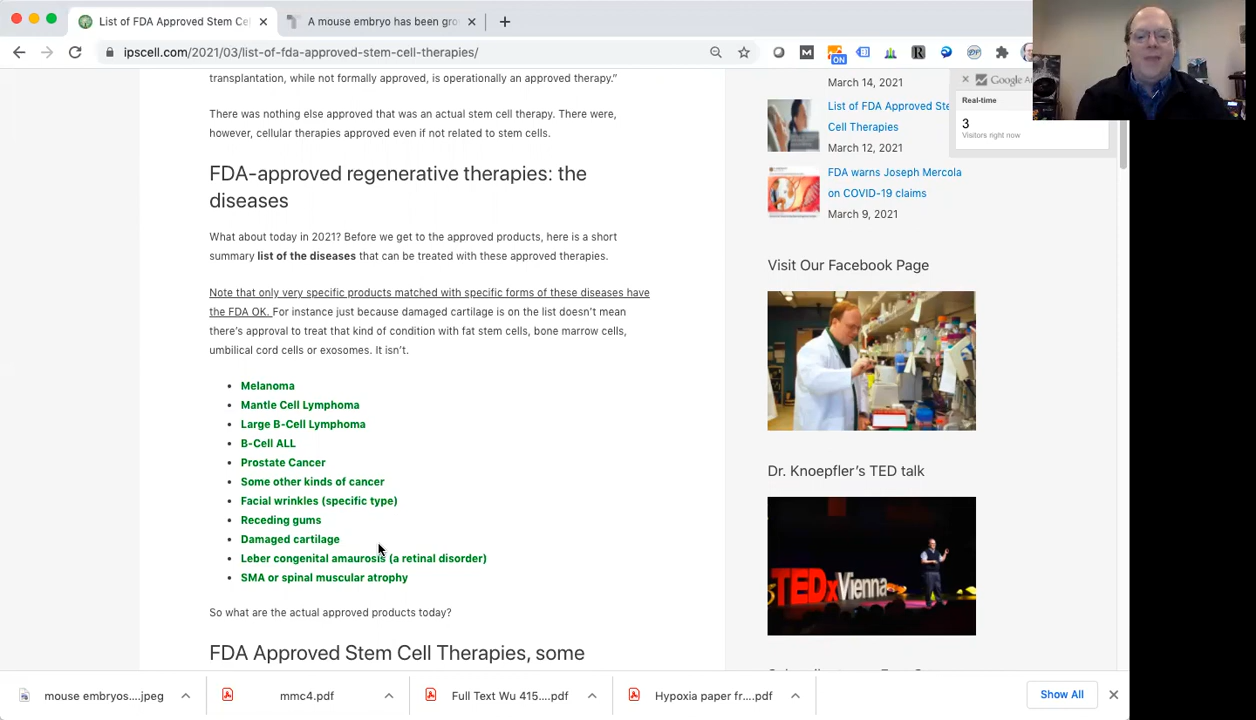 List of FDA Approved Stem Ce
A mouse embryo has been gro
ipscell.com/2021/03/list-of-fda-approved-stem-cell-therapies/
ON
transplantation, while not formally approved, is operationally an approved therapy.”
There was nothing else approved that was an actual stem cell therapy. There were,
however, cellular therapies approved even if not related to stem cells.
FDA-approved regenerative therapies: the
diseases
What about today in 2021? Before we get to the approved products, here is a short
summary list of the diseases that can be treated with these approved therapies.
Note that only very specific products matched with specific forms of these diseases have
the FDA OK. For instance just because damaged cartilage is on the list doesn’t mean
there’s approval to treat that kind of condition with fat stem cells, bone marrow cells,
umbilical cord cells or exosomes. It isn’t.
• Melanoma
• Mantle Cell Lymphoma
• Large B-Cell Lymphoma
• B-Cell ALL
• Prostate Cancer
• Some other kinds of cancer
• Facial wrinkles (specific type)
• Receding gums
• Damaged cartilage
• Leber congenital amaurosis (a retinal disorder)
• SMA or spinal muscular atrophy
So what are the actual approved products today?
FDA Approved Stem Cell Therapies, some
March 14, 2021
List of FDA Approved Ste
Cell Therapies
March 12, 2021
FDA warns Joseph Mercola
on COVID-19 claims
March 9, 2021
Google An
Real-time
3
Visitors right now
Visit Our Facebook Page
Dr. Knoepfler’s TED talk
TEDxVienna
mouse embryos....jpeg
mmc4.pdf
Full Text Wu 415....pdf
Hypoxia paper fr....pdf
Show All